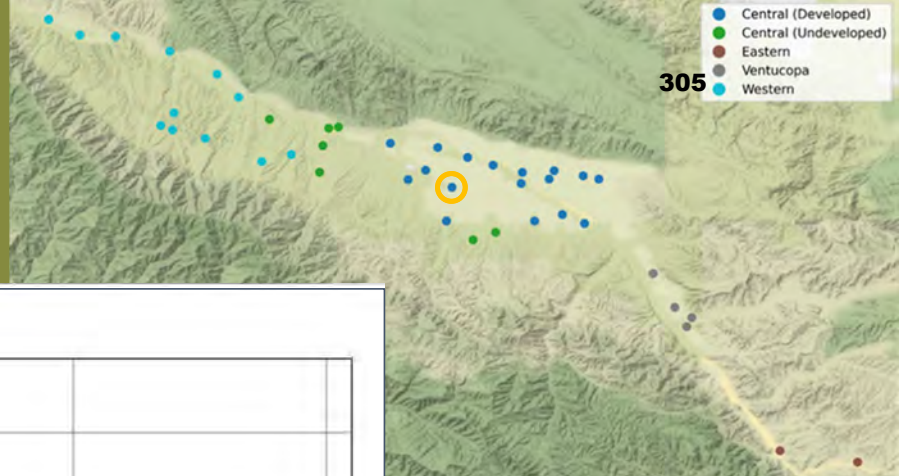 Central (Developed)
Central (Undeveloped)
Eastern
Ventucopa
305
Western